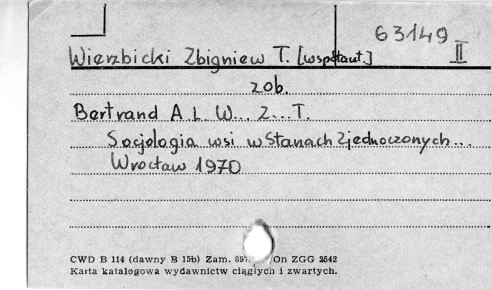 63149
II
Wierzbicki Zbigniew T. [współaut.]
zob.
Bertrand A L. W... Z... T.
Socjologia wsi w Stanach Zjednoczonych...
Wrocław 1970
CWD B 114 (dawny B 15b) Zam. /On ZGG 2542
Karta katalogowa wydawnictw ciągłych i zwartych.